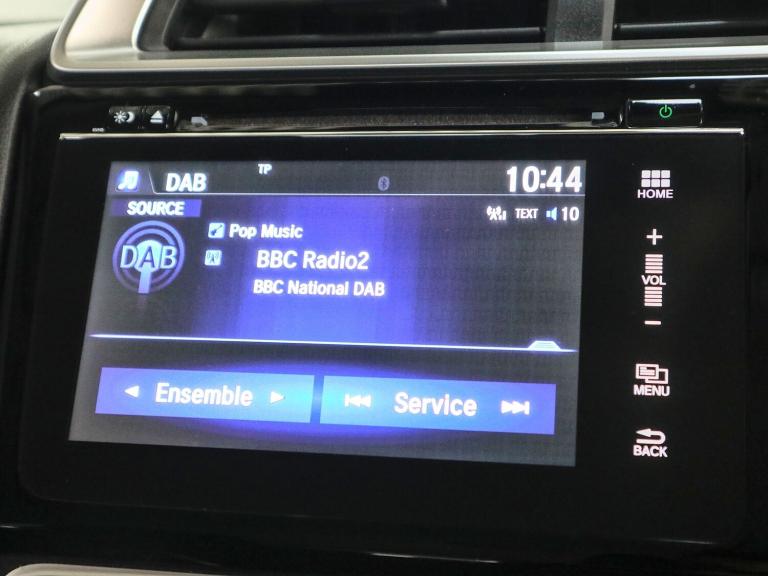 TP
DAB 10:44
SOURCE
TEXT 10
DAB
Pop Music
BBC Radio2
BBC National DAB
Ensemble
Service
HOME
+
VOL
−
MENU
BACK